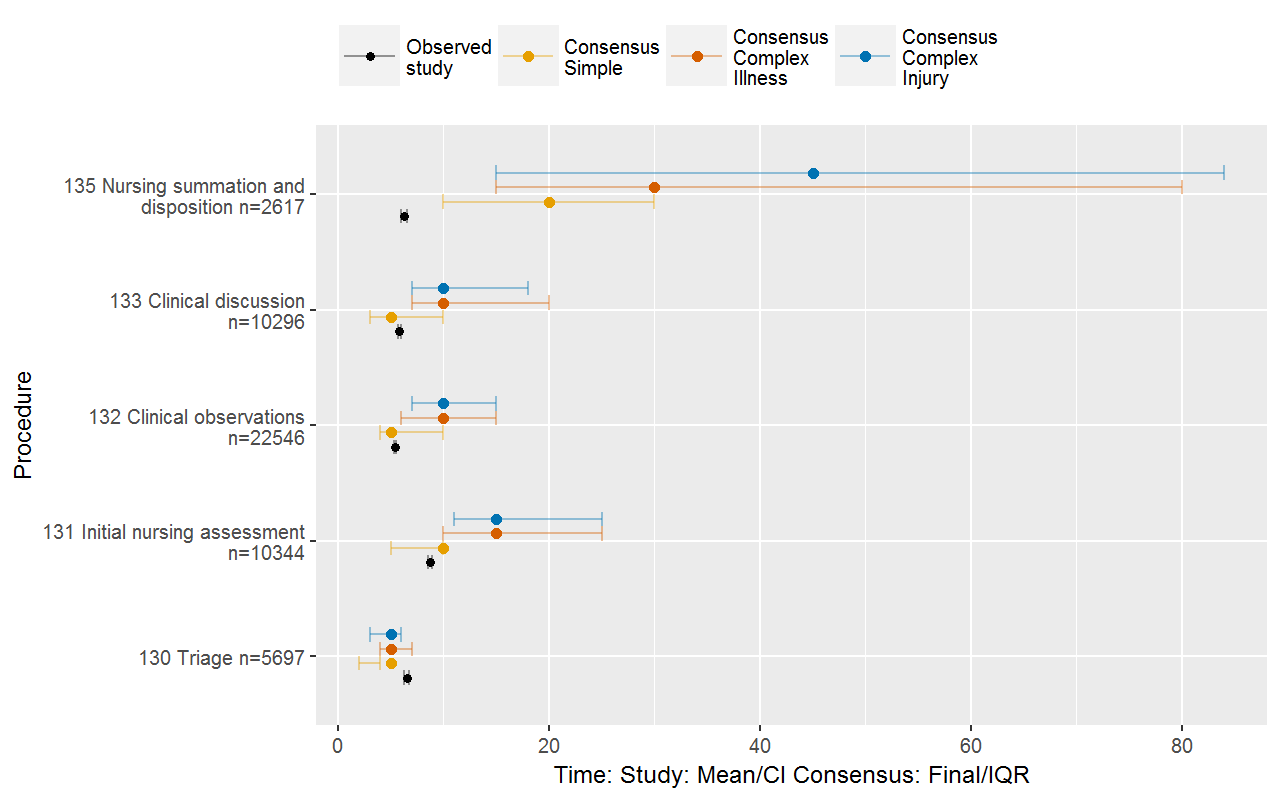 Observed
study
Consensus
Simple
Consensus
Complex
Illness
Consensus
Complex
Injury
135 Nursing summation and
disposition n=2617
133 Clinical discussion
n=10296
132 Clinical observations
n=22546
131 Initial nursing assessment
n=10344
130 Triage n=5697
Procedure
0 20 40 60 80
Time: Study: Mean/CI Consensus: Final/IQR